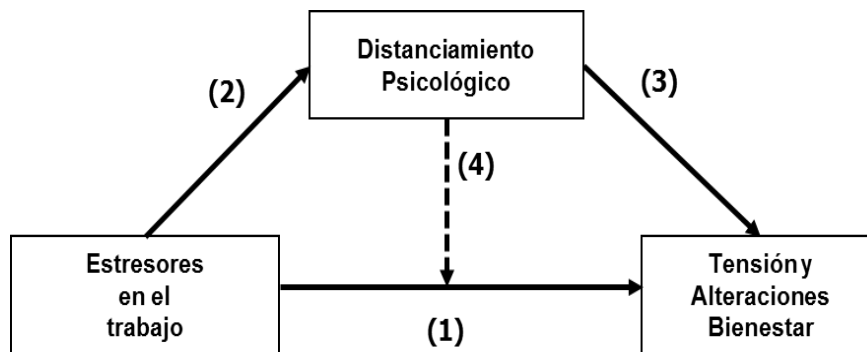 Distanciamiento
Psicológico
(2)
(3)
(4)
Estresores
en el
trabajo
(1)
Tensión y
Alteraciones
Bienestar